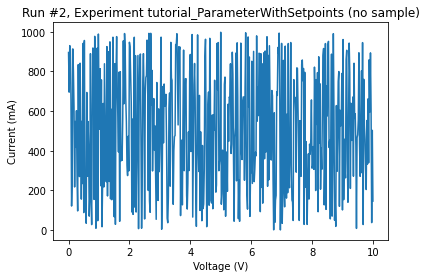 Run #2, Experiment tutorial_ParameterWithSetpoints (no sample)
1000
800
600
400
200
0
Current (mA)
0 2 4 6 8 10
Voltage (V)